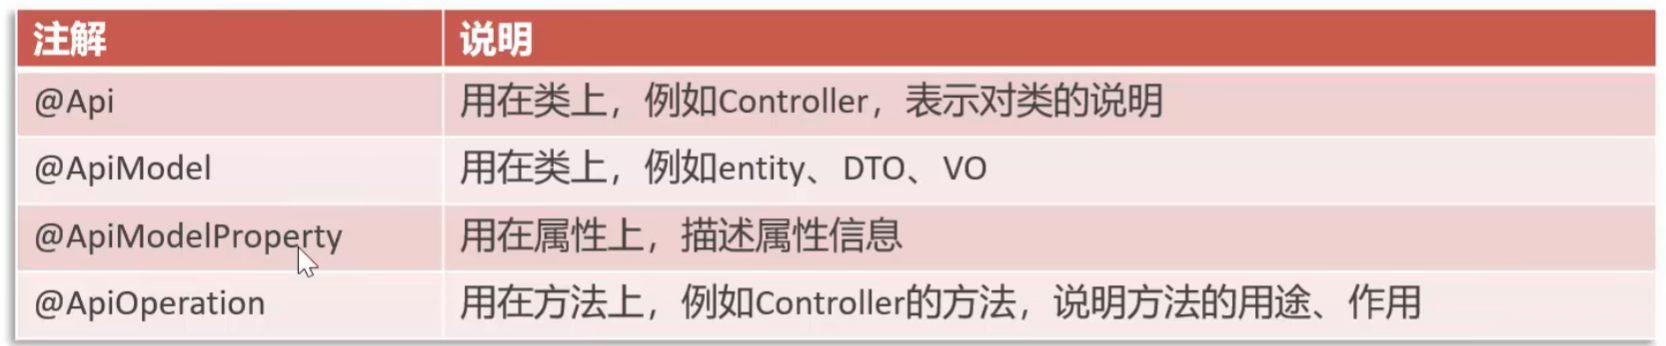 注解 说明
@Api 用在类上，例如Controller，表示对类的说明
@ApiModel 用在类上，例如entity、DTO、VO
@ApiModelProperty 用在属性上，描述属性信息
@ApiOperation 用在方法上，例如Controller的方法，说明方法的用途、作用